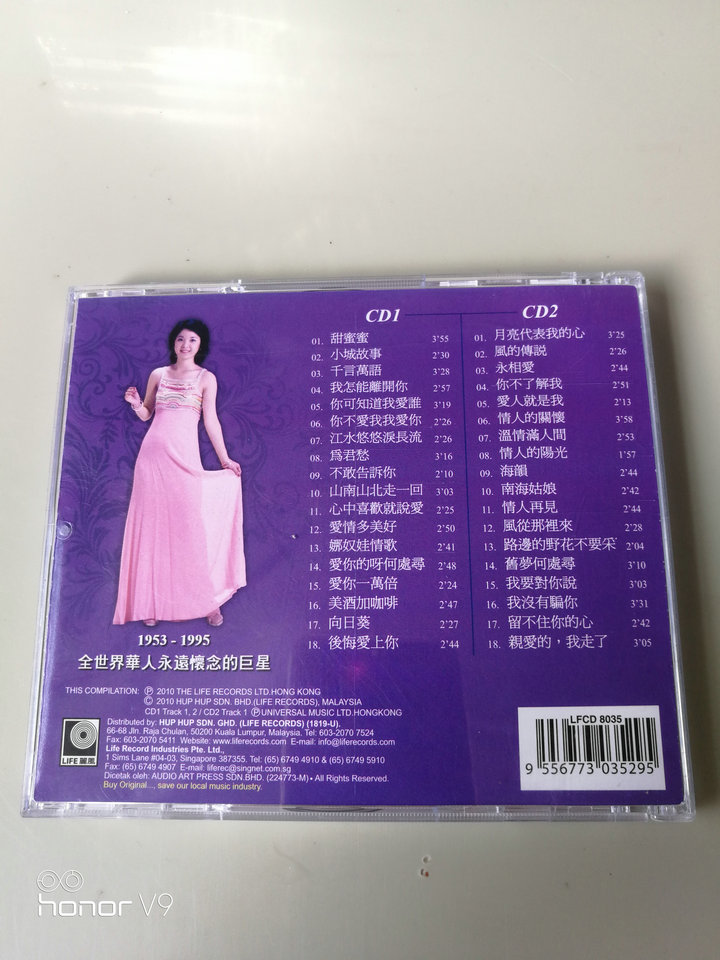 CD1
01. 甜蜜蜜 3'55
02. 小城故事 2'30
03. 千言萬語 3'28
04. 我怎能離開你 2'57
05. 你可知道我愛誰 3'19
06. 你不愛我我愛你 2'26
07. 江水悠悠淚長流 2'26
08. 爲君愁 3'16
09. 不敢告訴你 2'10
10. 山南山北走一回 3'03
11. 心中喜歡就說愛 2'25
12. 愛情多美好 2'50
13. 娜奴娃情歌 2'41
14. 愛你的呀何處尋 2'48
15. 愛你一萬倍 2'24
16. 美酒加咖啡 2'47
17. 向日葵 2'27
18. 後悔愛上你 2'44
CD2
01. 月亮代表我的心 3'25
02. 風的傳說 2'26
03. 永相愛 2'44
04. 你不了解我 2'51
05. 愛人就是我 2'13
06. 情人的關懷 3'58
07. 溫情滿人間 2'53
08. 情人的陽光 1'57
09. 海韻 2'44
10. 南海姑娘 2'42
11. 情人再見 2'44
12. 風從那裡來 2'28
13. 路邊的野花不要采 2'04
14. 舊夢何處尋 3'10
15. 我要對你說 3'03
16. 我沒有騙你 3'31
17. 留不住你的心 2'42
18. 親愛的，我走了 3'05
1953 - 1995
全世界華人永遠懷念的巨星
THIS COMPILATION: Ⓟ 2010 THE LIFE RECORDS LTD.HONG KONG
© 2010 HUP HUP SDN. BHD.(LIFE RECORDS), MALAYSIA
CD1 Track 1, 2 / CD2 Track 1 Ⓟ UNIVERSAL MUSIC LTD.HONGKONG
LIFE 麗風
Distributed by: HUP HUP SDN. GHD. (LIFE RECORDS) (1819-U).
66-68 Jln. Raja Chulan, 50200 Kuala Lumpur, Malaysia. Tel: 603-2070 7524
Fax: 603-2070 5411 Website: www.liferecords.com E-mail: info@liferecords.com
Life Record Industries Pte. Ltd.,
1 Sims Lane #04-03, Singapore 387355. Tel: (65) 6749 4910 & (65) 6749 5910
Fax: (65) 6749 4907 E-mail: liferec@singnet.com.sg
Dicetak oleh: AUDIO ART PRESS SDN.BHD. (224773-M) • All Rights Reserved.
Buy Original..., save our local music industry.
LFCD 8035
9 556773 035295
honor V9